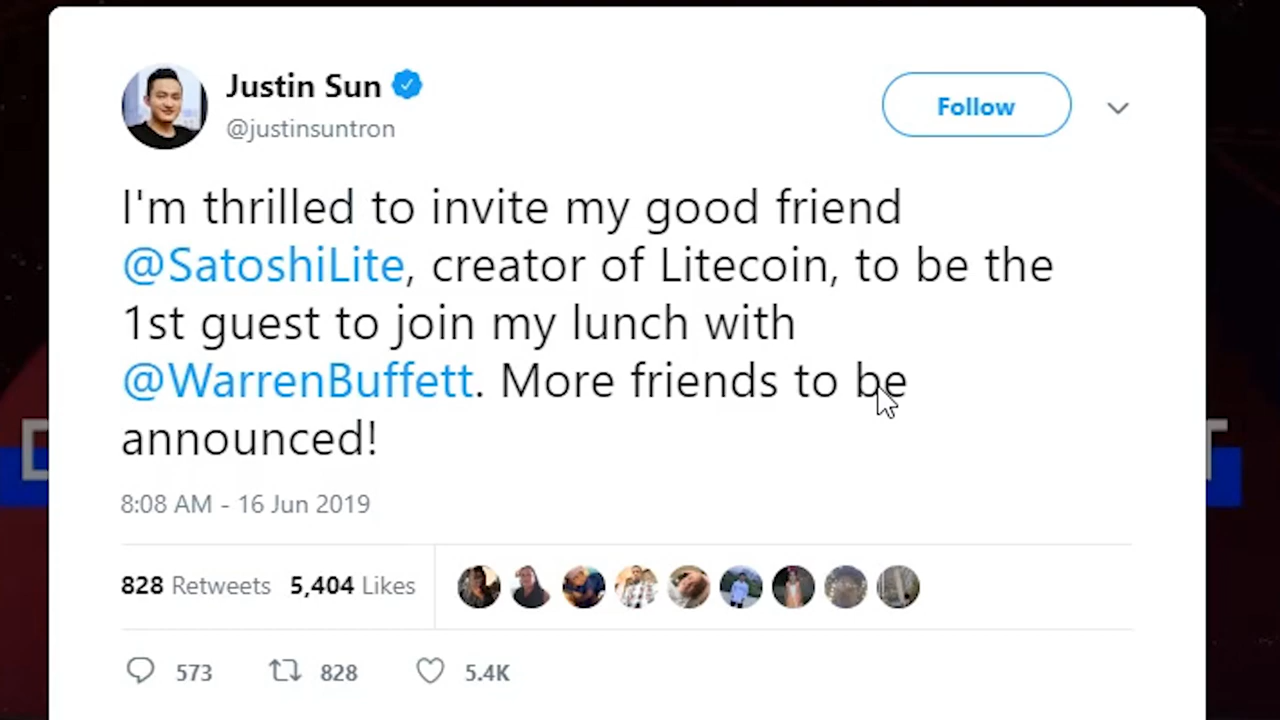 Justin Sun
@justinsuntron
Follow
I'm thrilled to invite my good friend
@SatoshiLite, creator of Litecoin, to be the
1st guest to join my lunch with
@WarrenBuffett. More friends to be
announced!
8:08 AM - 16 Jun 2019
828 Retweets 5,404 Likes
573 828 5.4K